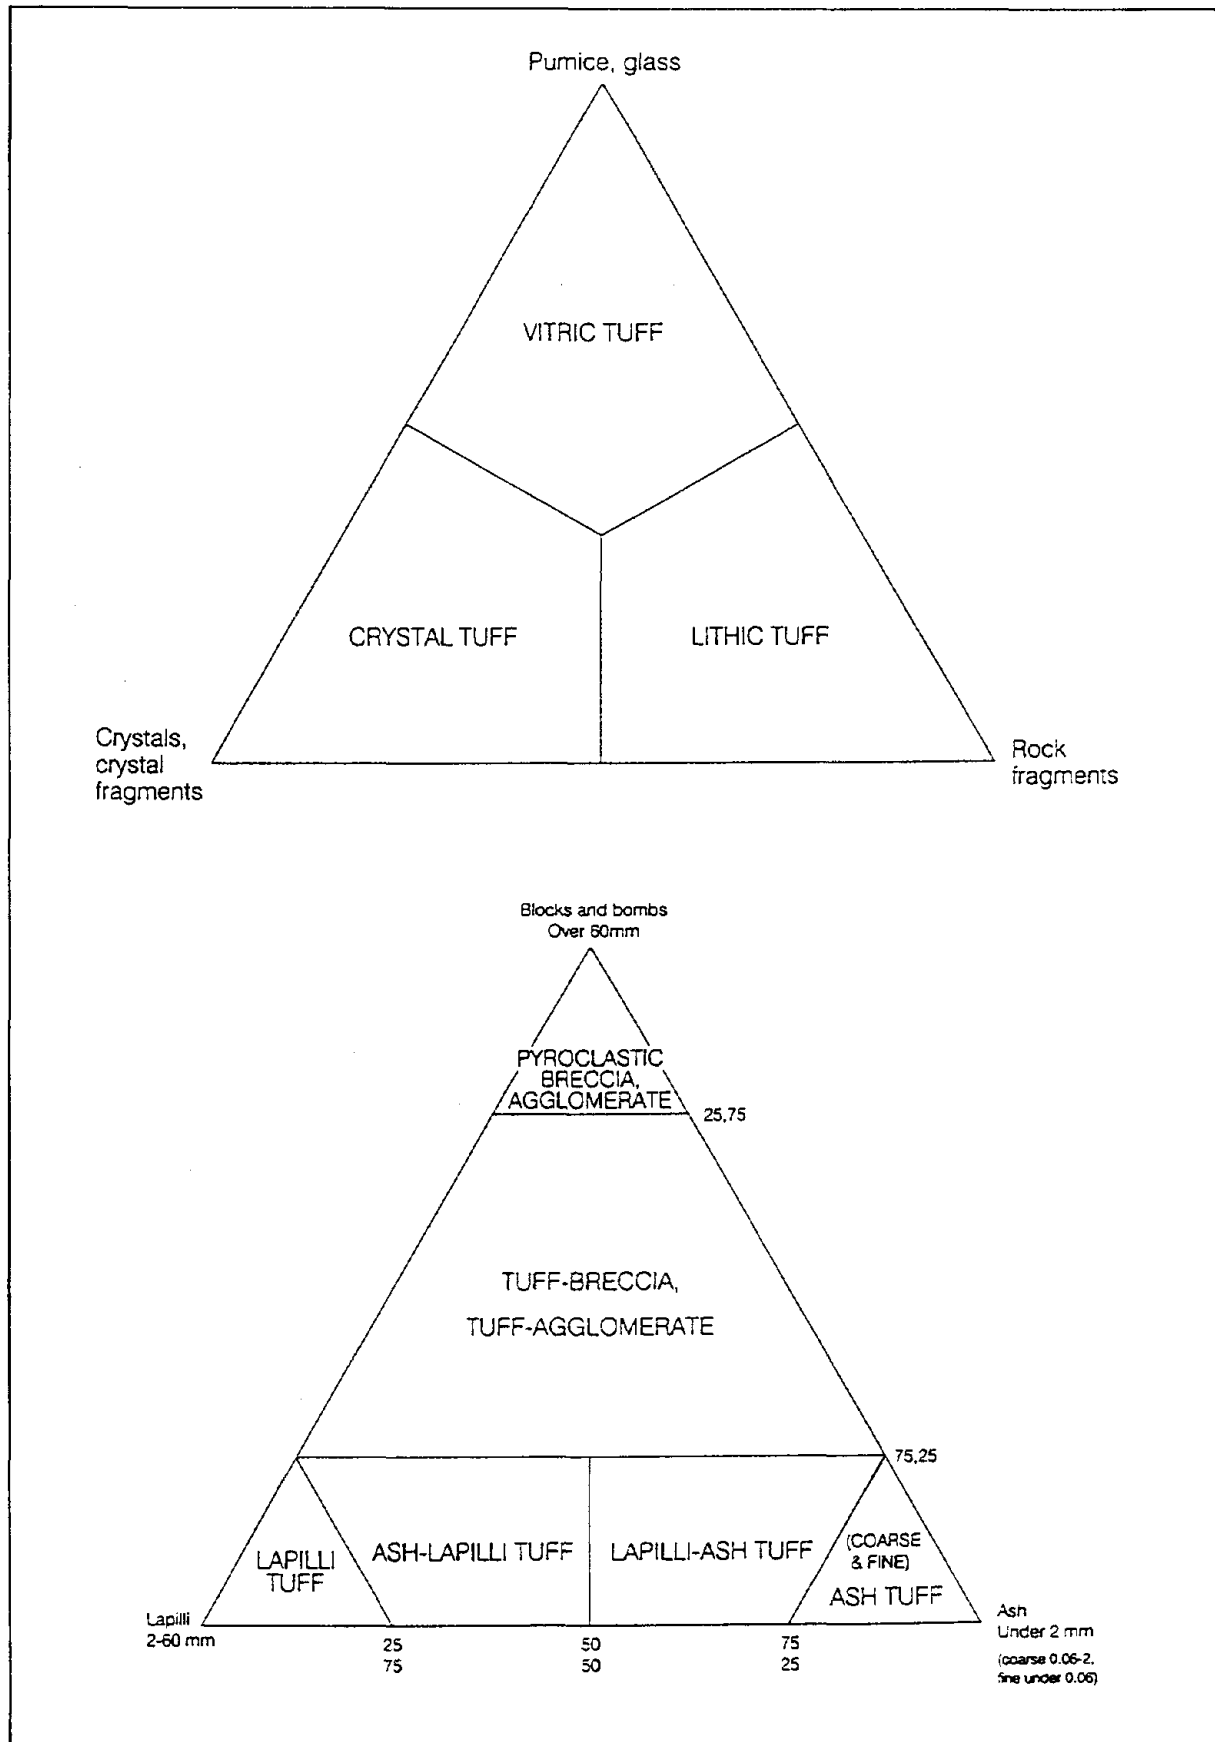 Pumice, glass
VITRIC TUFF
CRYSTAL TUFF
LITHIC TUFF
Crystals,
crystal
fragments
Rock
fragments
Blocks and bombs
Over 60mm
PYROCLASTIC
BRECCIA,
AGGLOMERATE
25,75
TUFF-BRECCIA,
TUFF-AGGLOMERATE
75,25
LAPILLI
TUFF
ASH-LAPILLI TUFF
LAPILLI-ASH TUFF
(COARSE
& FINE)
ASH TUFF
Lapilli
2-60 mm
25
75
50
50
75
25
Ash
Under 2 mm
(coarse 0.06-2,
fine under 0.06)